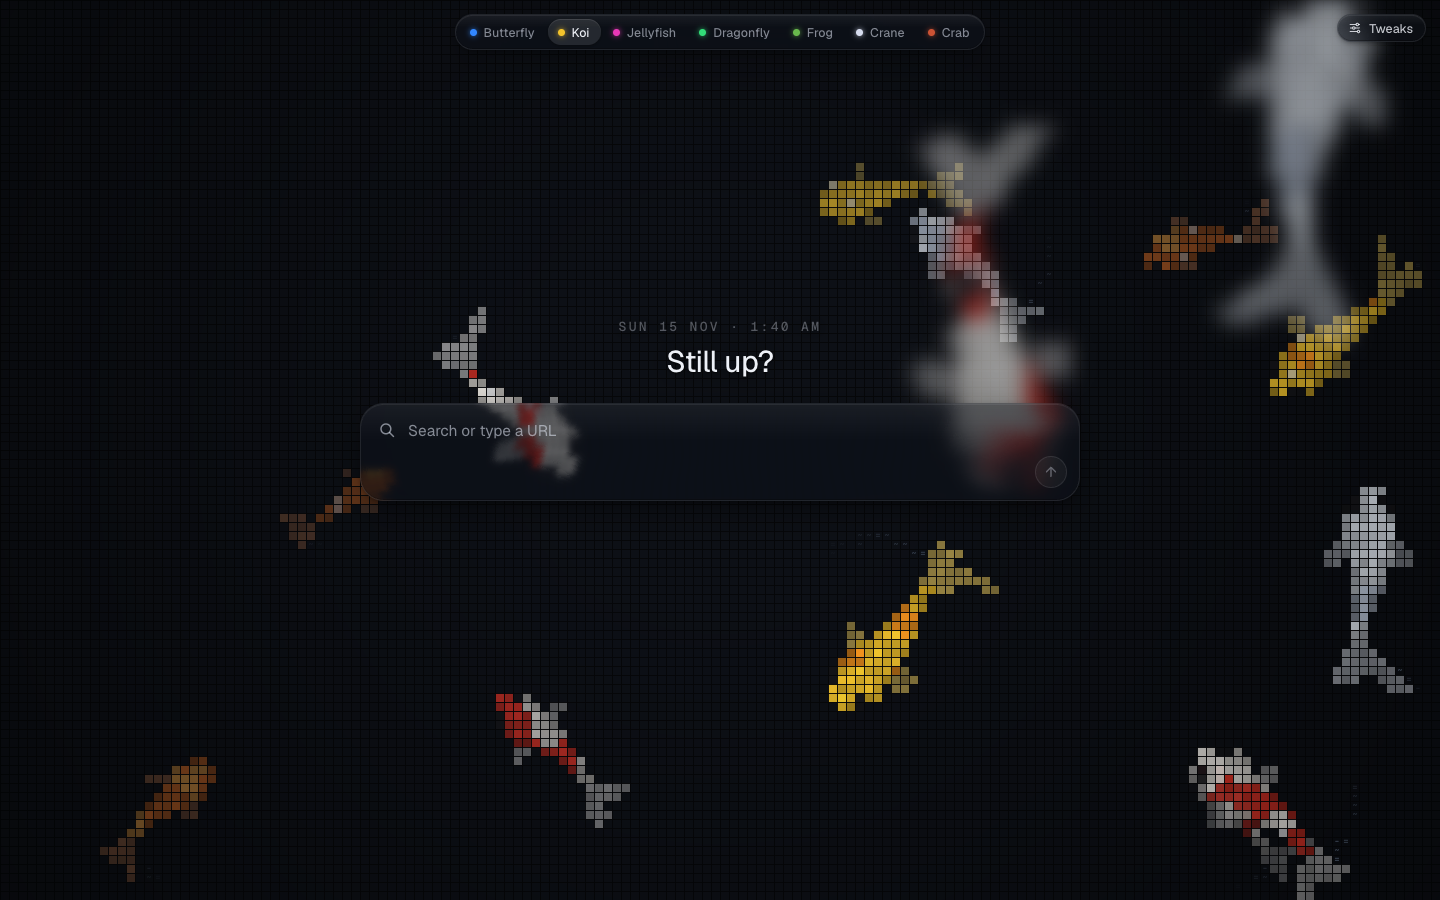 Butterfly Koi Jellyfish Dragonfly Frog Crane Crab
Tweaks
SUN 15 NOV · 1:40 AM
Still up?
Search or type a URL